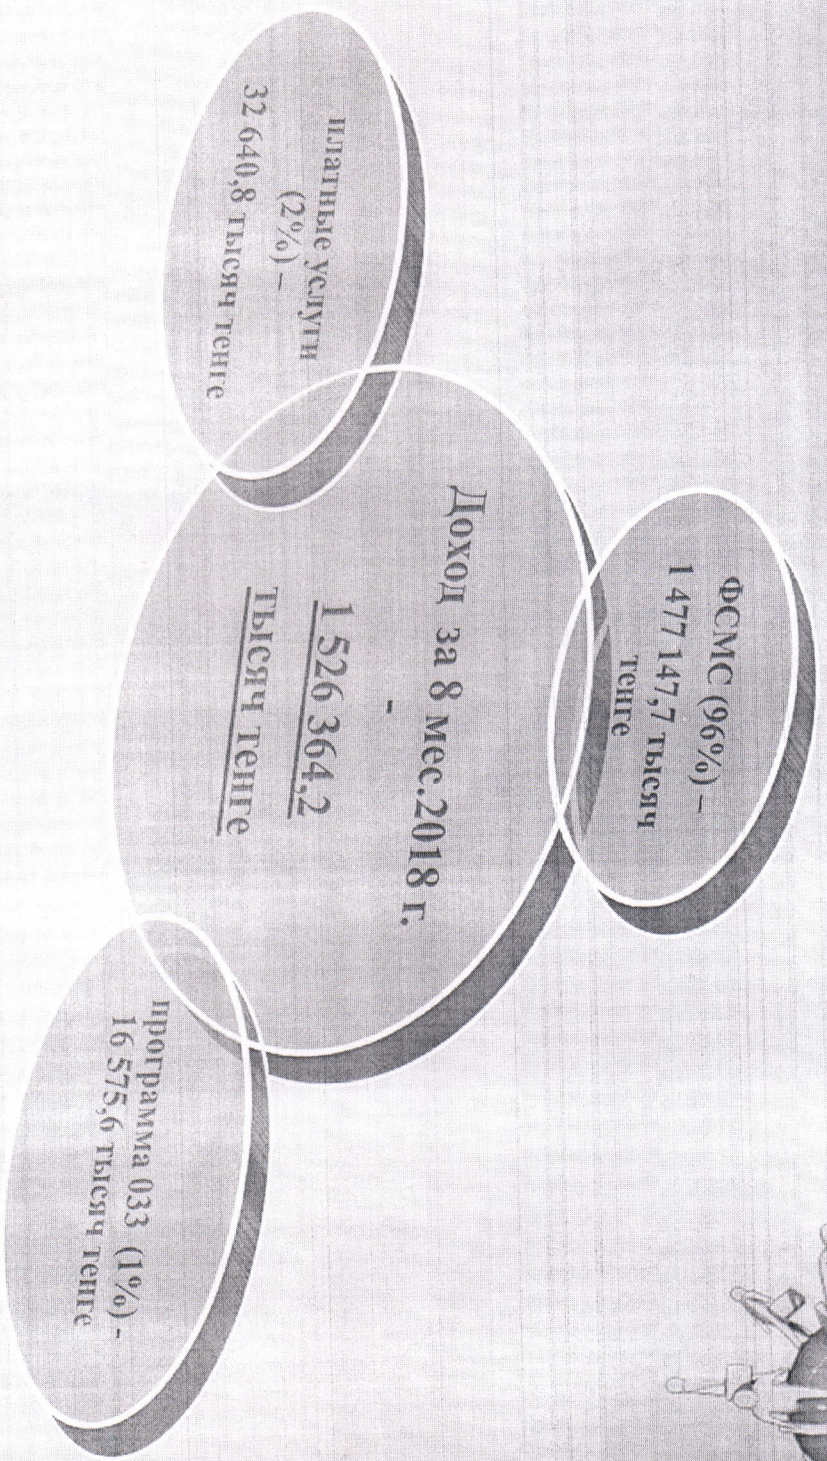 ФСМС (96%) –
1 477 147,7 тысяч
тенге
Доход за 8 мес.2018 г.
-
1 526 364,2
тысяч тенге
платные услуги
(2%) –
32 640,8 тысяч тенге
программа 033 (1%) -
16 575,6 тысяч тенге